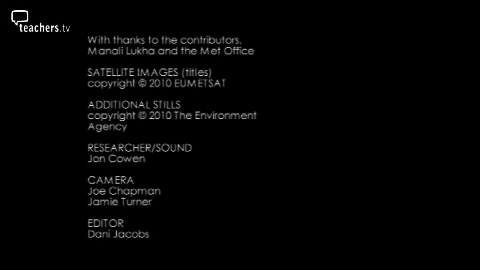 teachers.tv
With thanks to the contributors.
Manali Lukha and the Met Office
SATELLITE IMAGES (titles)
copyright © 2010 EUMETSAT
ADDITIONAL STILLS
copyright © 2010 The Environment
Agency
RESEARCHER/SOUND
Jon Cowen
CAMERA
Joe Chapman
Jamie Turner
EDITOR
Dani Jacobs